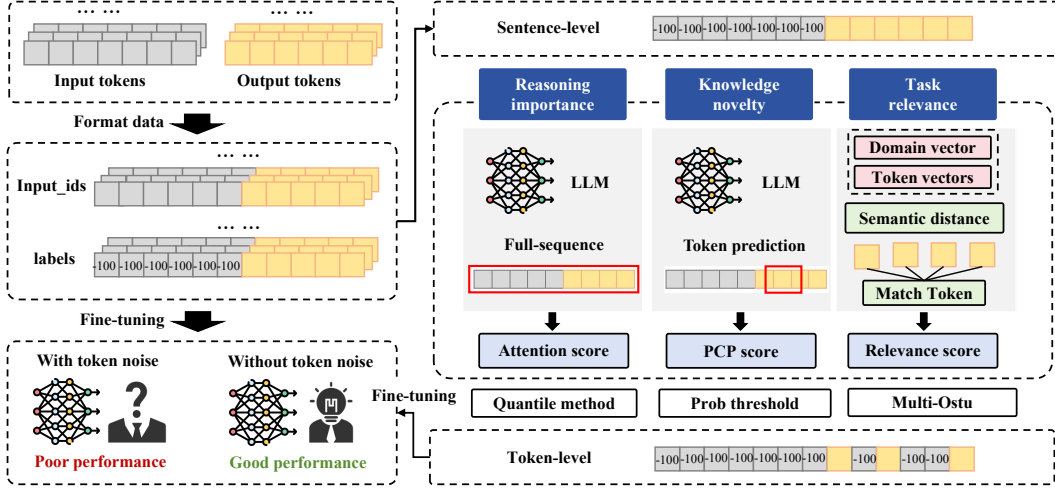 ... ...
... ...
Input tokens
Output tokens
Format data
... ...
Input_ids
... ...
labels
-100 -100 -100 -100 -100 -100
Fine-tuning
With token noise
Without token noise
?
Poor performance
Good performance
Sentence-level
-100 -100 -100 -100 -100 -100 -100
Reasoning
importance
LLM
Full-sequence
Attention score
Quantile method
Knowledge
novelty
LLM
Token prediction
PCP score
Prob threshold
Task
relevance
Domain vector
Token vectors
Semantic distance
Match Token
Relevance score
Multi-Ostu
Fine-tuning
Token-level
-100 -100 -100 -100 -100 -100 -100 -100 -100 -100